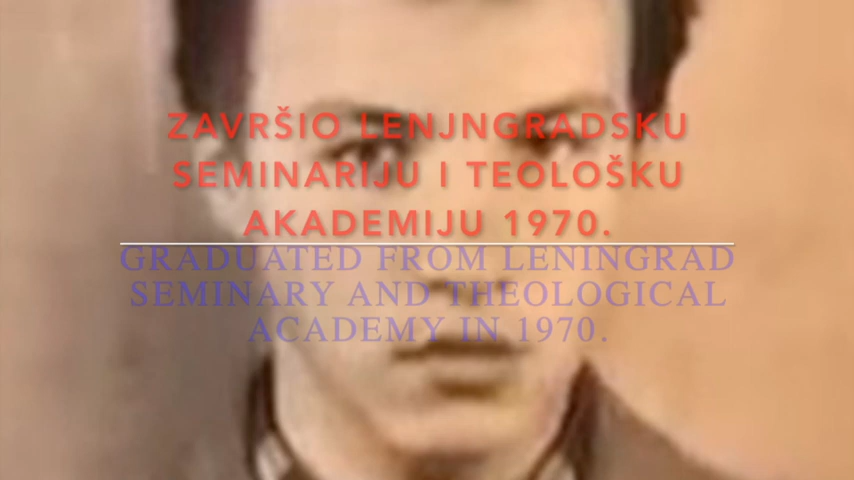 ZAVRŠIO LENJNGRADSKU
SEMINARIJU I TEOLOŠKU
AKADEMIJU 1970.
GRADUATED FROM LENINGRAD
SEMINARY AND THEOLOGICAL
ACADEMY IN 1970.